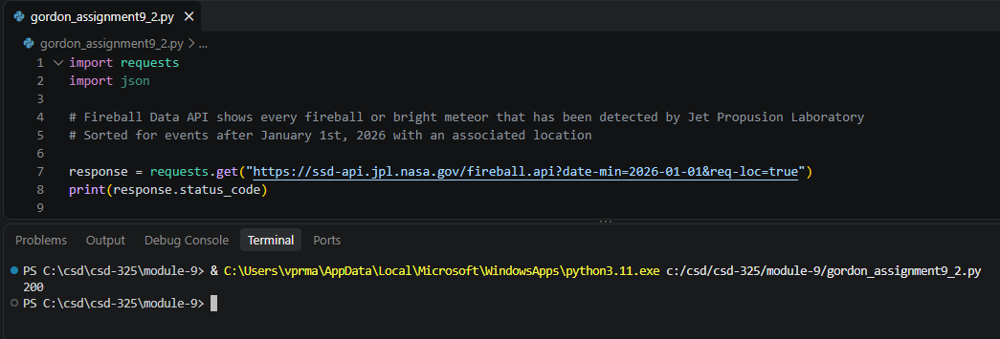 gordon_assignment9_2.py ×
gordon_assignment9_2.py > ...
1 import requests
2 import json
3
4 # Fireball Data API shows every fireball or bright meteor that has been detected by Jet Propusion Laboratory
5 # Sorted for events after January 1st, 2026 with an associated location
6
7 response = requests.get("https://ssd-api.jpl.nasa.gov/fireball.api?date-min=2026-01-01&req-loc=true")
8 print(response.status_code)
9
Problems Output Debug Console Terminal Ports
PS C:\csd\csd-325\module-9> & C:\Users\vprma\AppData\Local\Microsoft\WindowsApps\python3.11.exe c:/csd/csd-325/module-9/gordon_assignment9_2.py
200
PS C:\csd\csd-325\module-9>